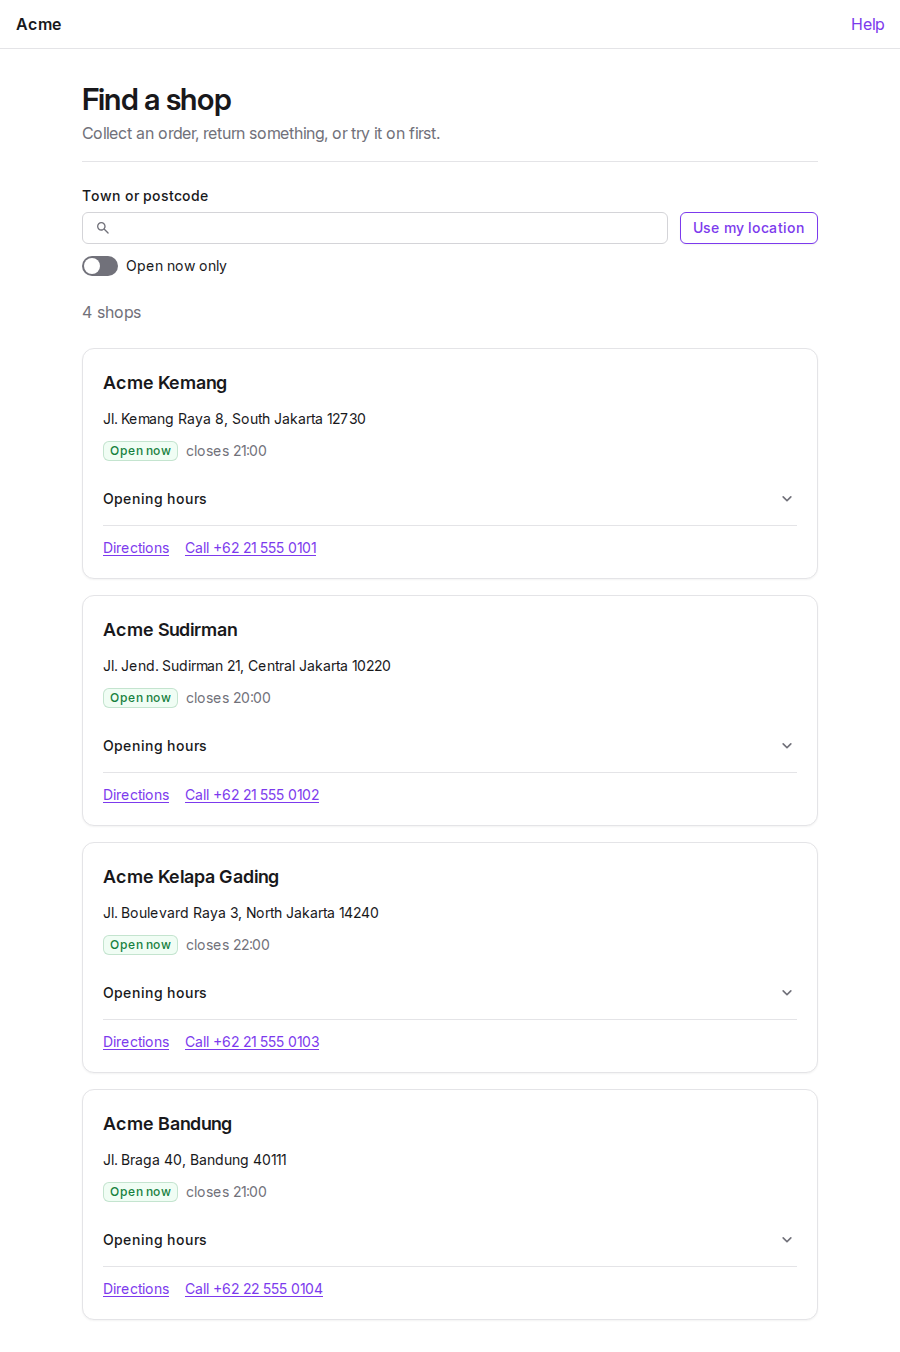 Acme
Help
Find a shop
Collect an order, return something, or try it on first.
Town or postcode
Use my location
Open now only
4 shops
Acme Kemang
Jl. Kemang Raya 8, South Jakarta 12730
Open now closes 21:00
Opening hours
Directions Call +62 21 555 0101
Acme Sudirman
Jl. Jend. Sudirman 21, Central Jakarta 10220
Open now closes 20:00
Opening hours
Directions Call +62 21 555 0102
Acme Kelapa Gading
Jl. Boulevard Raya 3, North Jakarta 14240
Open now closes 22:00
Opening hours
Directions Call +62 21 555 0103
Acme Bandung
Jl. Braga 40, Bandung 40111
Open now closes 21:00
Opening hours
Directions Call +62 22 555 0104